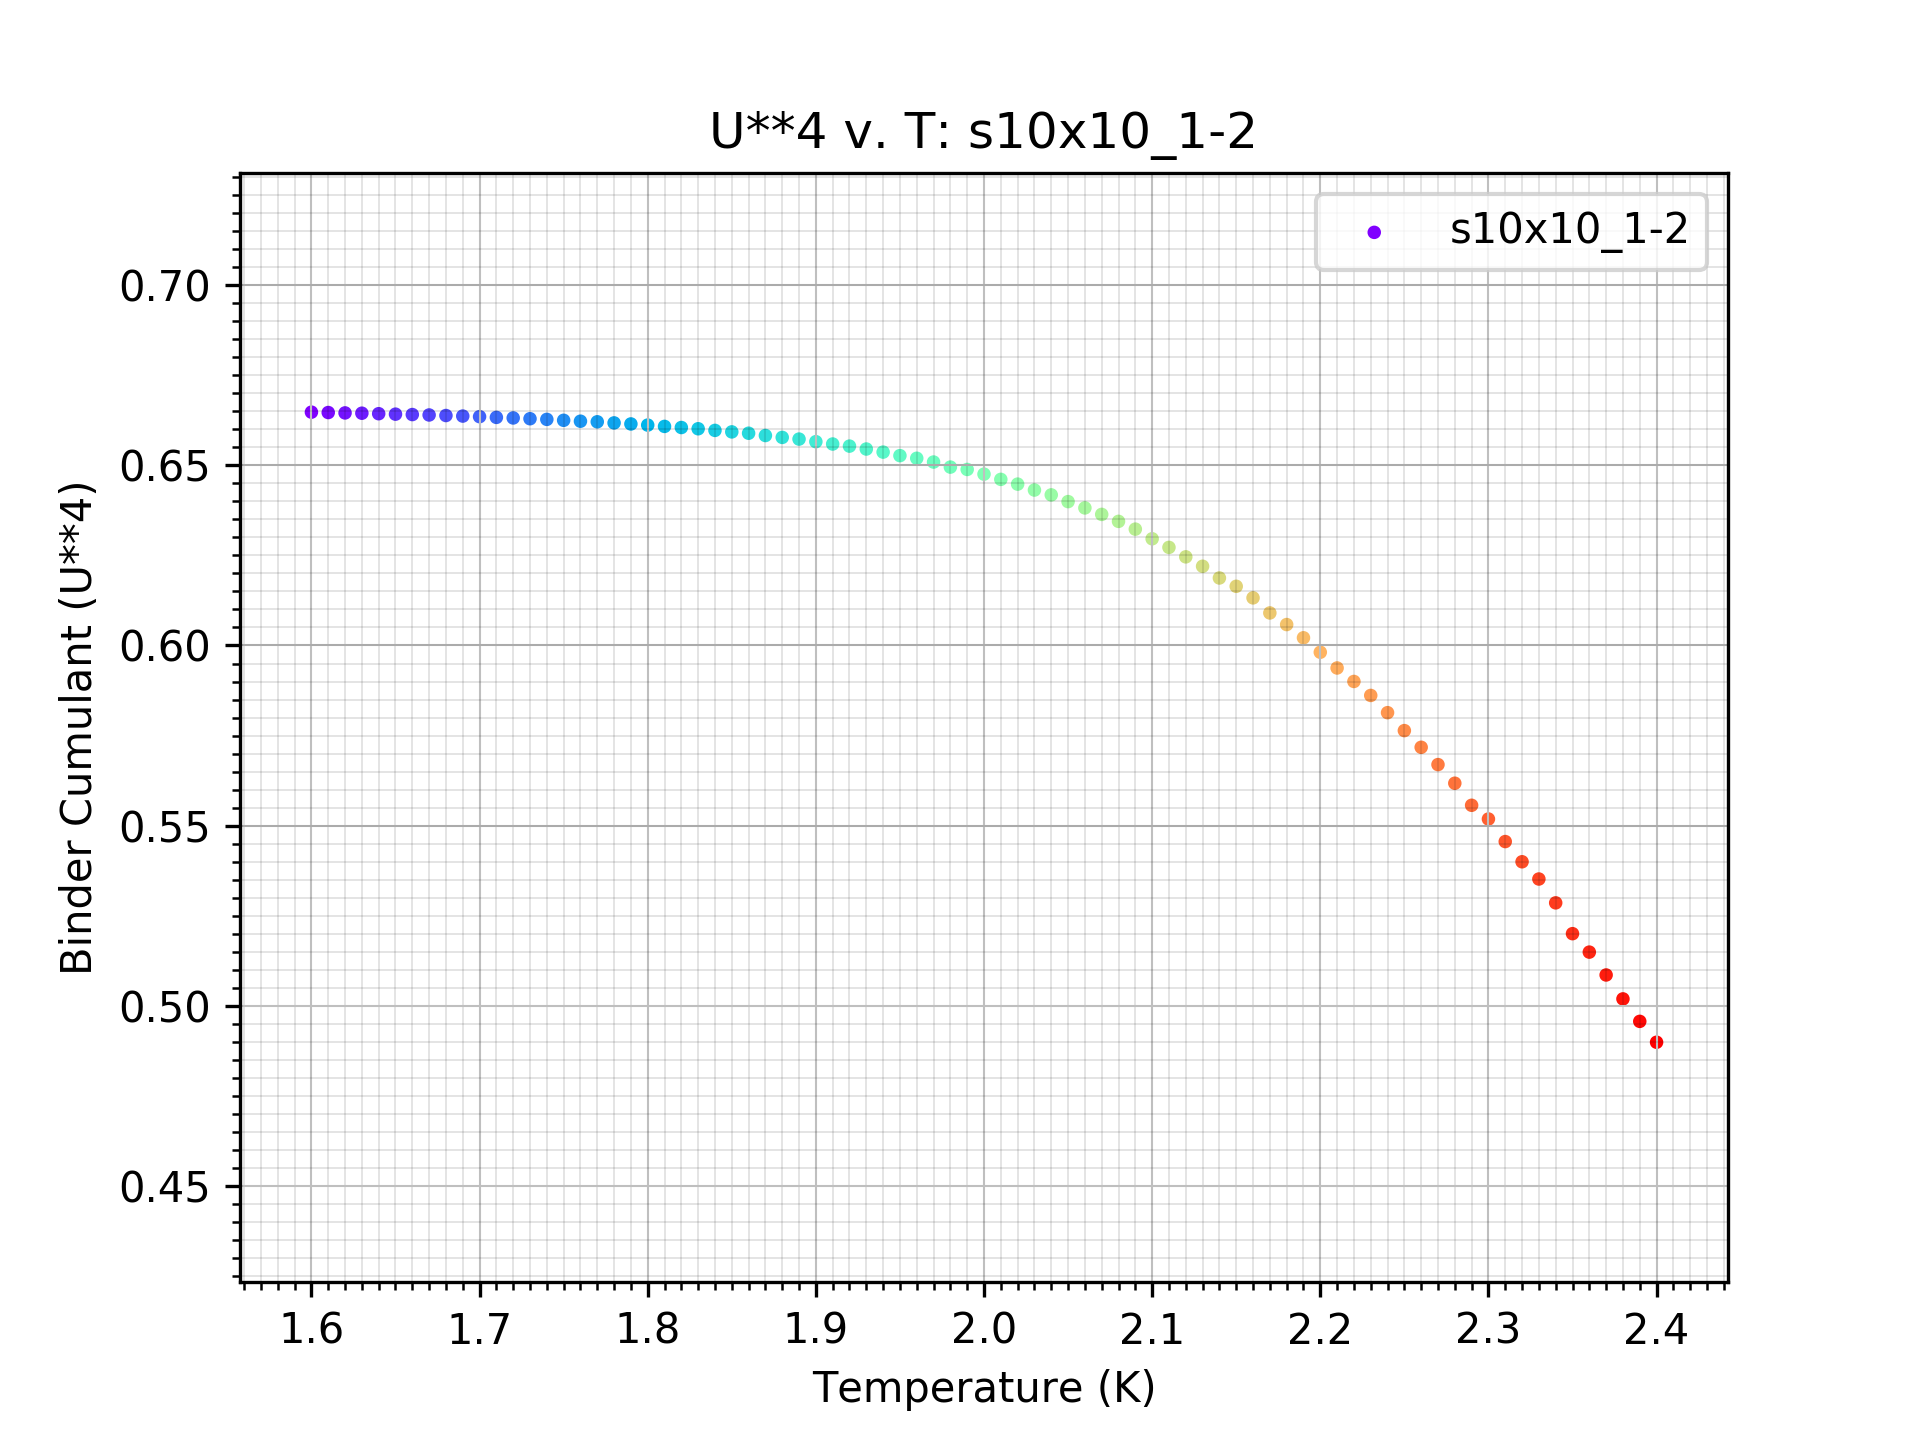 U**4 v. T: s10x10_1-2
s10x10_1-2
Binder Cumulant (U**4)
0.70
0.65
0.60
0.55
0.50
0.45
1.6 1.7 1.8 1.9 2.0 2.1 2.2 2.3 2.4
Temperature (K)